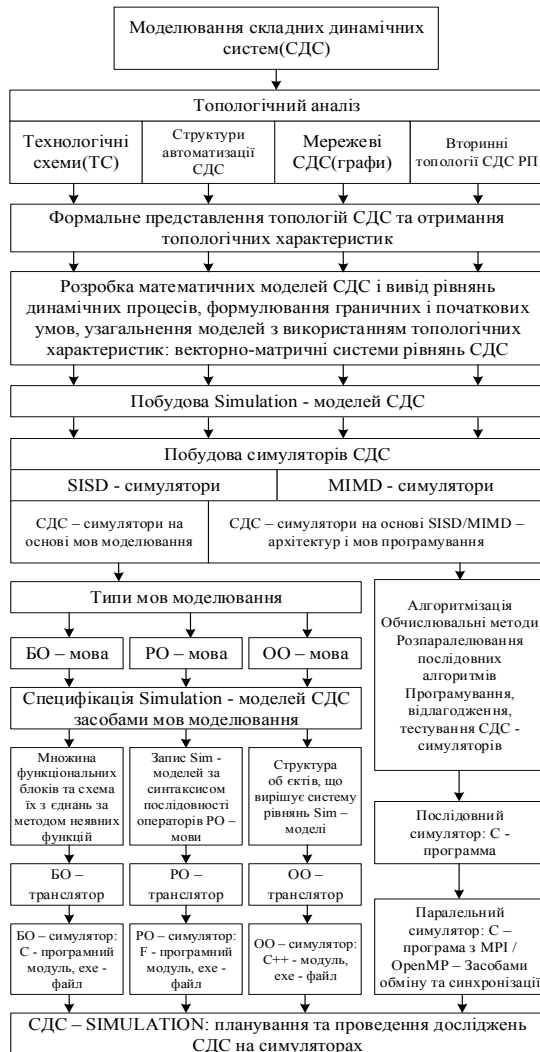 Моделювання складних динамічних
систем(СДС)
Топологічний аналіз
Технологічні
схеми(ТС)
Структури
автоматизації
СДС
Мережеві
СДС(графи)
Вторинні
топології СДС РП
Формальне представлення топологій СДС та отримання
топологічних характеристик
Розробка математичних моделей СДС і вивід рівнянь
динамічних процесів, формулювання граничних і початкових
умов, узагальнення моделей з використанням топологічних
характеристик: векторно-матричні системи рівнянь СДС
Побудова Simulation - моделей СДС
Побудова симуляторів СДС
SISD - симулятори
MIMD - симулятори
СДС – симулятори на
основі мов моделювання
СДС – симулятори на основі SISD/MIMD –
архітектур і мов програмування
Типи мов моделювання
БО – мова
РО – мова
ОО – мова
Специфікація Simulation - моделей СДС
засобами мов моделювання
Множина
функціональних
блоків та схема
їх з єднань за
методом неявних
функцій
Запис Sim -
моделей за
синтаксисом
послідовності
операторів РО –
мови
Структура
об єктів, що
вирішує систему
рівнянь Sim –
моделі
БО –
транслятор
РО –
транслятор
ОО –
транслятор
БО – симулятор:
С - програмний
модуль, exe -
файл
РО – симулятор:
F - програмний
модуль, exe -
файл
ОО – симулятор:
C++ - модуль,
exe - файл
Алгоритмізація
Обчислювальні методи
Розпаралелювання
послідовних
алгоритмів
Програмування,
відлагодження,
тестування СДС -
симуляторів
Послідовний
симулятор: С -
программа
Паралельний
симулятор: С –
програма з MPI /
OpenMP – Засобами
обміну та синхронізації
СДС – SIMULATION: планування та проведення досліджень
СДС на симуляторах